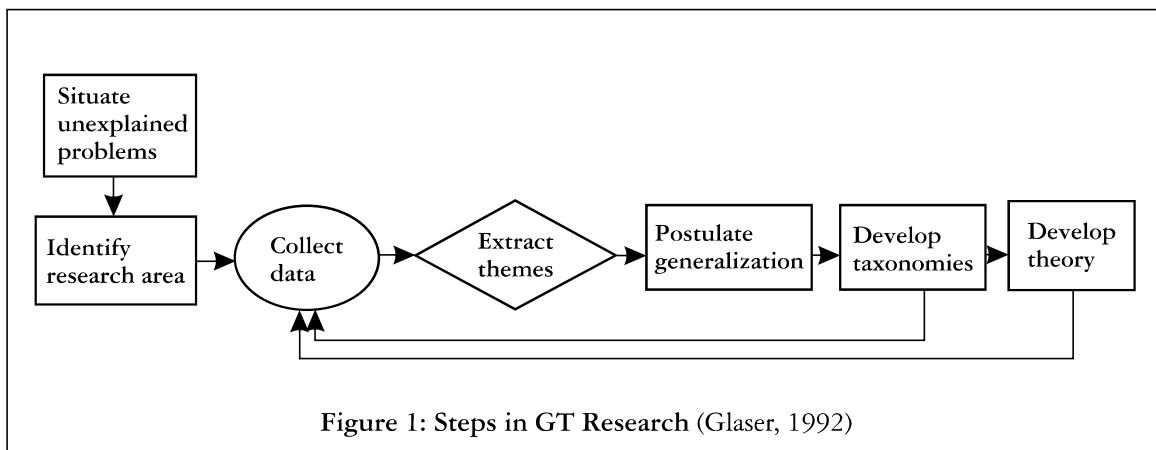 Situate
unexplained
problems
Identify
research area
Collect
data
Extract
themes
Postulate
generalization
Develop
taxonomies
Develop
theory
Figure 1: Steps in GT Research (Glaser, 1992)